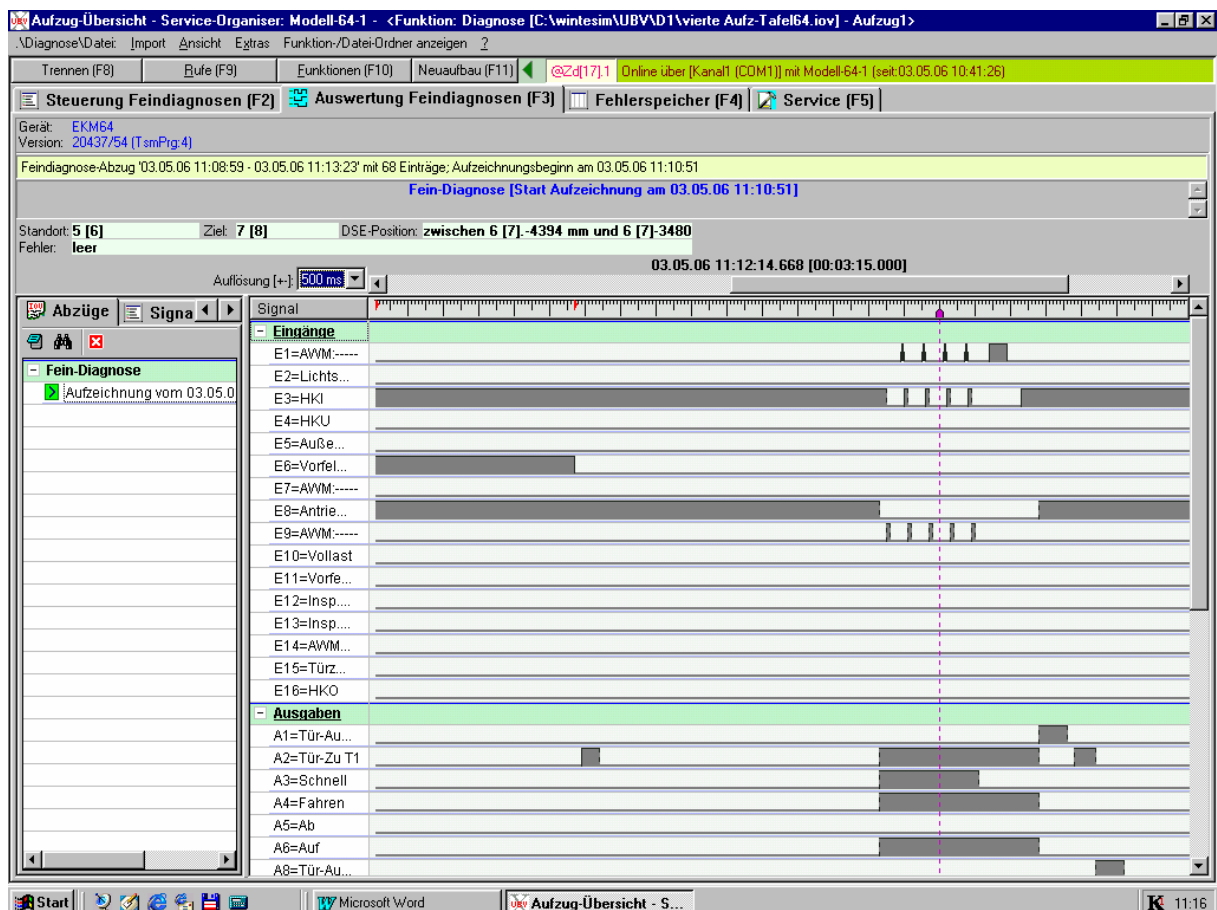 Aufzug-Übersicht - Service-Organiser: Modell-64-1 - <Funktion: Diagnose [C:\wintesim\UBV\D1\vierte Aufz-Tafel64.iov] - Aufzug1>
.\Diagnose\Datei: Import Ansicht Extras Funktion-/Datei-Ordner anzeigen ?
Trennen (F8) Rufe (F9) Funktionen (F10) Neuaufbau (F11) @Zd[17].1 Online über [Kanal1 (COM1)] mit Modell-64-1 (seit:03.05.06 10:41:26)
Steuerung Feindiagnosen (F2) Auswertung Feindiagnosen (F3) Fehlerspeicher (F4) Service (F5)
Gerät: EKM64
Version: 20437/54 (TsmPrg:4)
Feindiagnose-Abzug '03.05.06 11:08:59 - 03.05.06 11:13:23' mit 68 Einträge; Aufzeichnungsbeginn am 03.05.06 11:10:51
Fein-Diagnose [Start Aufzeichnung am 03.05.06 11:10:51]
Standort: 5 [6] Ziel: 7 [8] DSE-Position: zwischen 6 [7].-4394 mm und 6 [7]-3480
Fehler: leer
03.05.06 11:12:14.668 [00:03:15.000]
Auflösung [+-]: 500 ms
Abzüge Signa
Fein-Diagnose
Aufzeichnung vom 03.05.0
Signal
Eingänge
E1=AWM:-----
E2=Lichts...
E3=HKI
E4=HKU
E5=Auße...
E6=Vorfel...
E7=AWM:-----
E8=Antrie...
E9=AWM:-----
E10=Vollast
E11=Vorfe...
E12=Insp....
E13=Insp....
E14=AWM...
E15=Türz...
E16=HKO
Ausgaben
A1=Tür-Au...
A2=Tür-Zu T1
A3=Schnell
A4=Fahren
A5=Ab
A6=Auf
A8=Tür-Au...
Start Microsoft Word Aufzug-Übersicht - S... 11:16